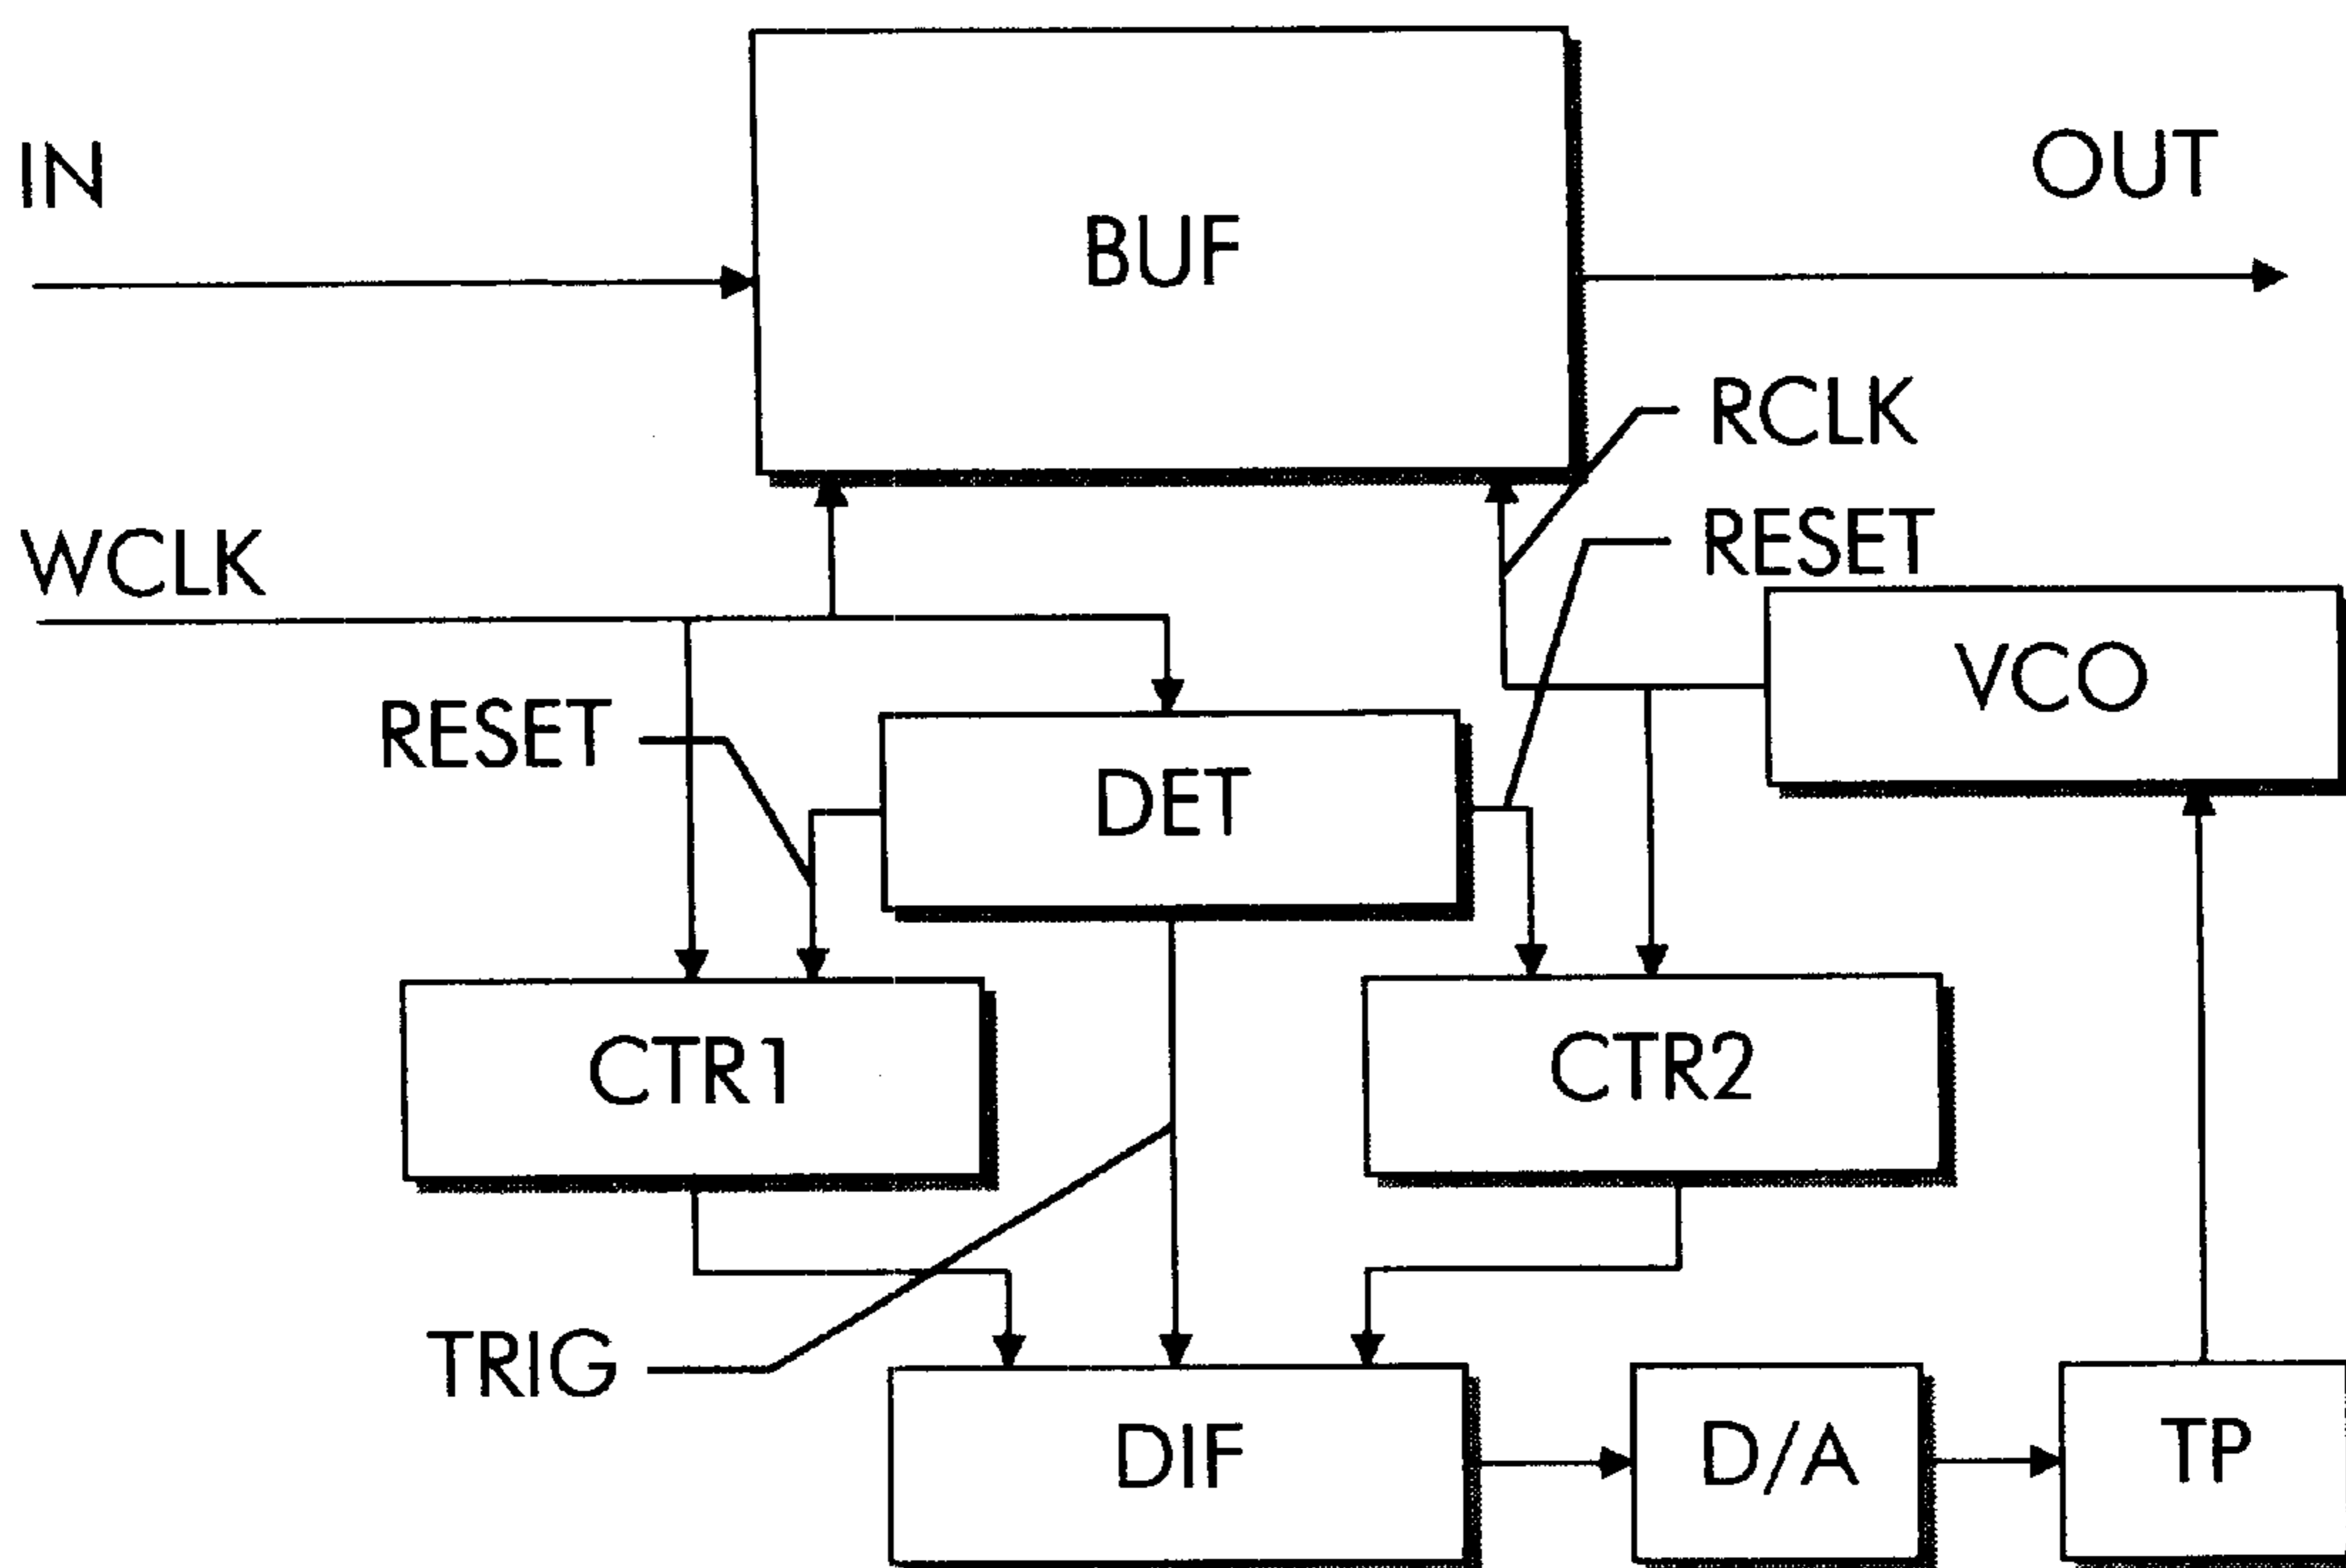 IN
OUT
BUF
RCLK
RESET
WCLK
VCO
RESET
DET
CTR1
CTR2
TRIG
DIF
D/A
TP